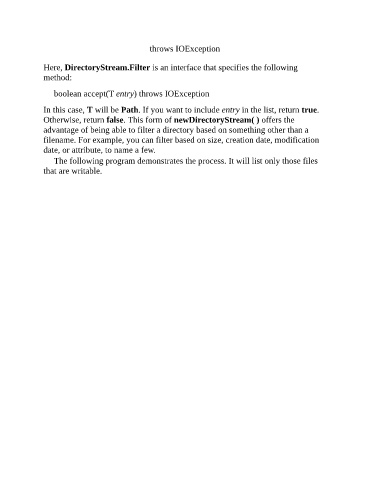 throws IOException
Here, DirectoryStream.Filter is an interface that specifies the following
method:
boolean accept(T entry) throws IOException
In this case, T will be Path. If you want to include entry in the list, return true.
Otherwise, return false. This form of newDirectoryStream( ) offers the
advantage of being able to filter a directory based on something other than a
filename. For example, you can filter based on size, creation date, modification
date, or attribute, to name a few.
The following program demonstrates the process. It will list only those files
that are writable.